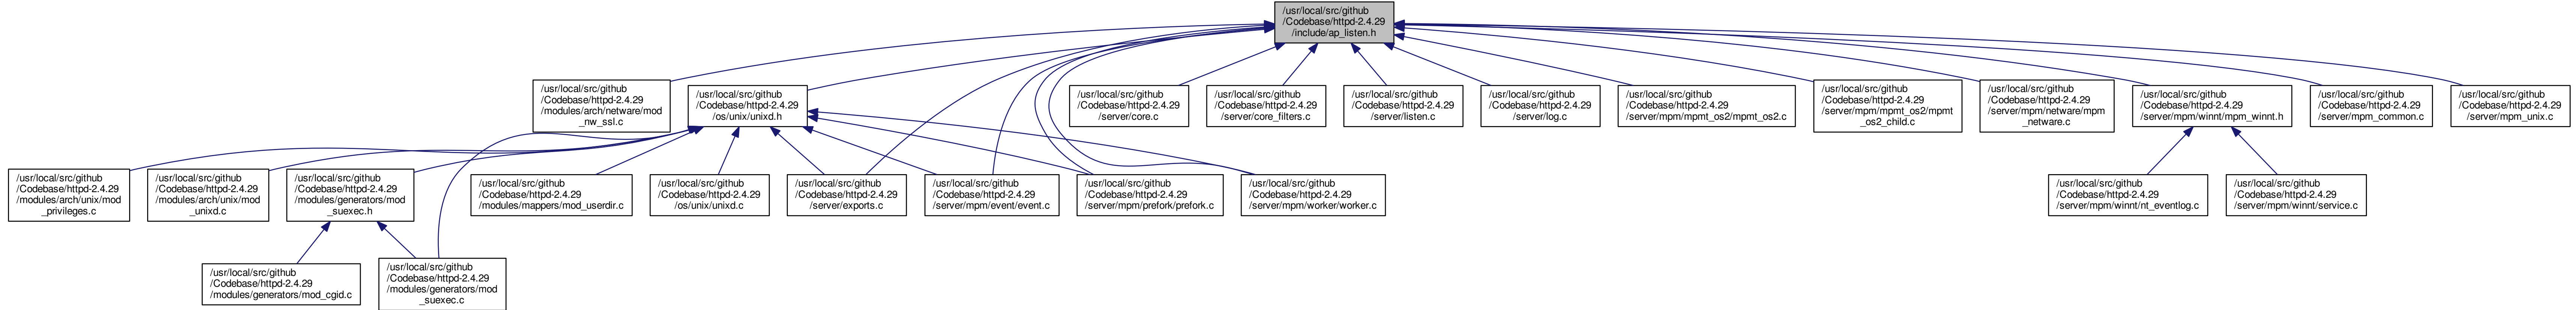 /usr/local/src/github
/Codebase/httpd-2.4.29
/include/ap_listen.h
/usr/local/src/github
/Codebase/httpd-2.4.29
/modules/arch/netware/mod
_nw_ssl.c
/usr/local/src/github
/Codebase/httpd-2.4.29
/os/unix/unixd.h
/usr/local/src/github
/Codebase/httpd-2.4.29
/server/core.c
/usr/local/src/github
/Codebase/httpd-2.4.29
/server/core_filters.c
/usr/local/src/github
/Codebase/httpd-2.4.29
/server/listen.c
/usr/local/src/github
/Codebase/httpd-2.4.29
/server/log.c
/usr/local/src/github
/Codebase/httpd-2.4.29
/server/mpm/mpmt_os2/mpmt_os2.c
/usr/local/src/github
/Codebase/httpd-2.4.29
/server/mpm/mpmt_os2/mpmt
_os2_child.c
/usr/local/src/github
/Codebase/httpd-2.4.29
/server/mpm/netware/mpm
_netware.c
/usr/local/src/github
/Codebase/httpd-2.4.29
/server/mpm/winnt/mpm_winnt.h
/usr/local/src/github
/Codebase/httpd-2.4.29
/server/mpm_common.c
/usr/local/src/github
/Codebase/httpd-2.4.29
/server/mpm_unix.c
/usr/local/src/github
/Codebase/httpd-2.4.29
/modules/arch/unix/mod
_privileges.c
/usr/local/src/github
/Codebase/httpd-2.4.29
/modules/arch/unix/mod
_unixd.c
/usr/local/src/github
/Codebase/httpd-2.4.29
/modules/generators/mod
_suexec.h
/usr/local/src/github
/Codebase/httpd-2.4.29
/modules/mappers/mod_userdir.c
/usr/local/src/github
/Codebase/httpd-2.4.29
/os/unix/unixd.c
/usr/local/src/github
/Codebase/httpd-2.4.29
/server/exports.c
/usr/local/src/github
/Codebase/httpd-2.4.29
/server/mpm/event/event.c
/usr/local/src/github
/Codebase/httpd-2.4.29
/server/mpm/prefork/prefork.c
/usr/local/src/github
/Codebase/httpd-2.4.29
/server/mpm/worker/worker.c
/usr/local/src/github
/Codebase/httpd-2.4.29
/server/mpm/winnt/nt_eventlog.c
/usr/local/src/github
/Codebase/httpd-2.4.29
/server/mpm/winnt/service.c
/usr/local/src/github
/Codebase/httpd-2.4.29
/modules/generators/mod_cgid.c
/usr/local/src/github
/Codebase/httpd-2.4.29
/modules/generators/mod
_suexec.c